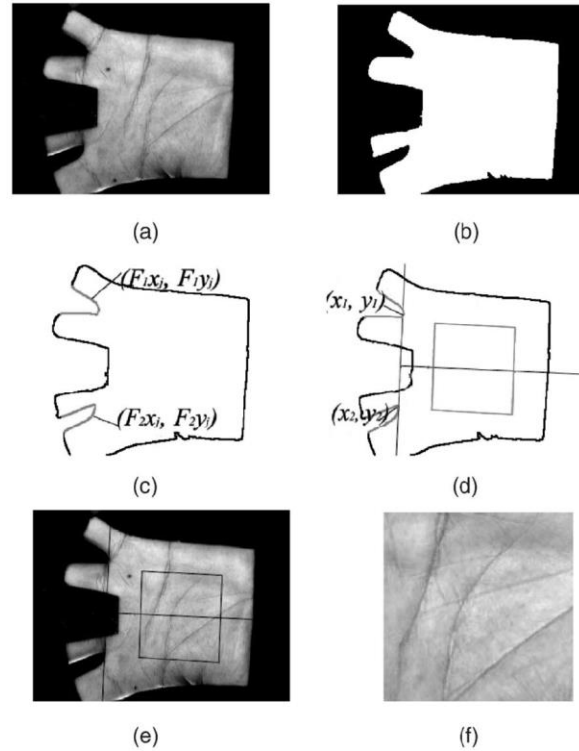 (a)
(b)
(F₁xⱼ, F₁yⱼ)
(F₂xⱼ, F₂yⱼ)
(c)
(x₁, y₁)
(x₂, y₂)
(d)
(e)
(f)